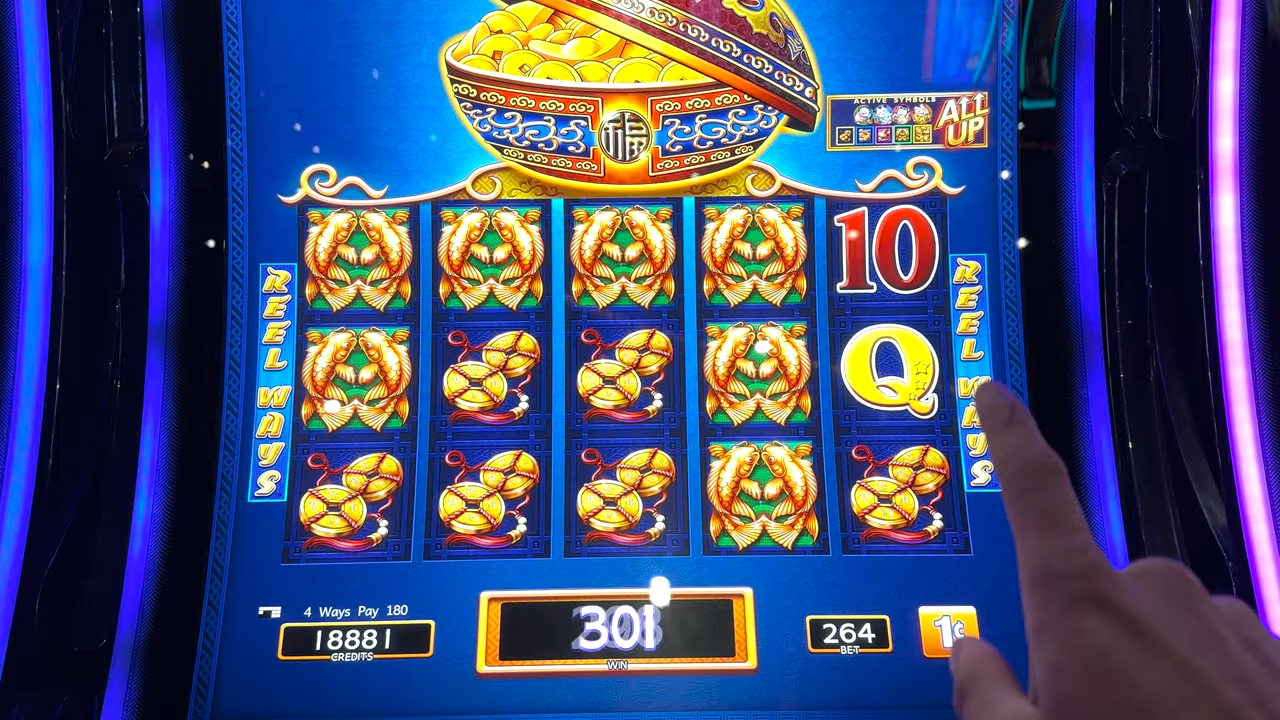 福
ACTIVE SYMBOLS
ALL
UP
REEL WAYS
10
Q
REEL WAYS
4 Ways Pay 180
18881
CREDITS
301
WIN
264
BET
1¢